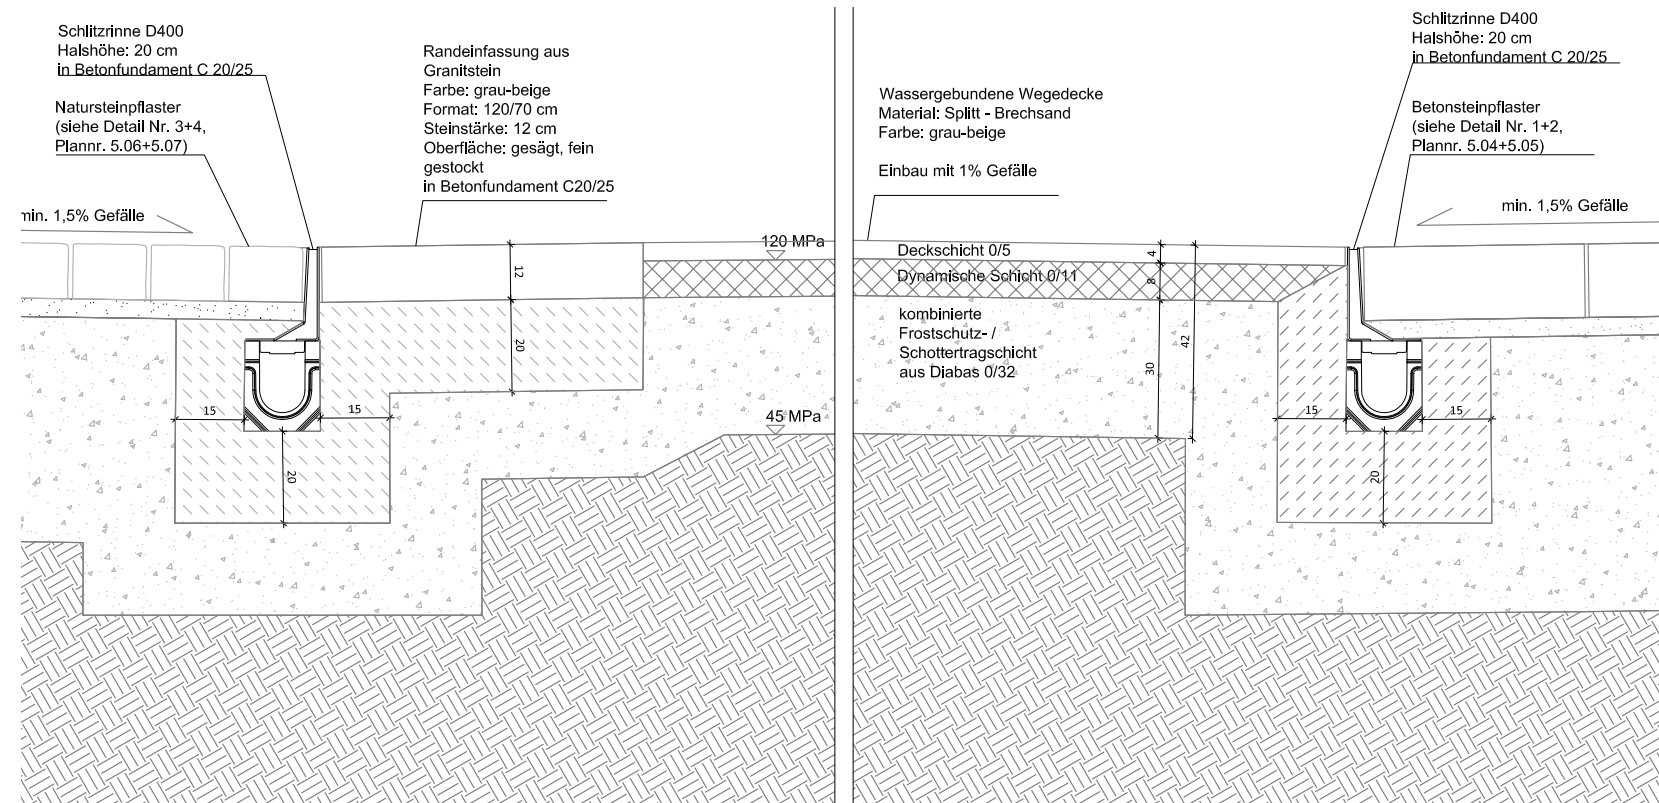 Schlitzrinne D400
Halshöhe: 20 cm
in Betonfundament C 20/25
Natursteinpflaster
(siehe Detail Nr. 3+4,
Plannr. 5.06+5.07)
min. 1,5% Gefälle
Randeinfassung aus
Granitstein
Farbe: grau-beige
Format: 120/70 cm
Steinstärke: 12 cm
Oberfläche: gesägt, fein
gestockt
in Betonfundament C20/25
120 MPa
45 MPa
12
20
15
15
20
Wassergebundene Wegedecke
Material: Splitt - Brechsand
Farbe: grau-beige
Einbau mit 1% Gefälle
Deckschicht 0/5
Dynamische Schicht 0/11
kombinierte
Frostschutz- /
Schottertragschicht
aus Diabas 0/32
4
8
30
42
Schlitzrinne D400
Halshöhe: 20 cm
in Betonfundament C 20/25
Betonsteinpflaster
(siehe Detail Nr. 1+2,
Plannr. 5.04+5.05)
min. 1,5% Gefälle
15
15
20